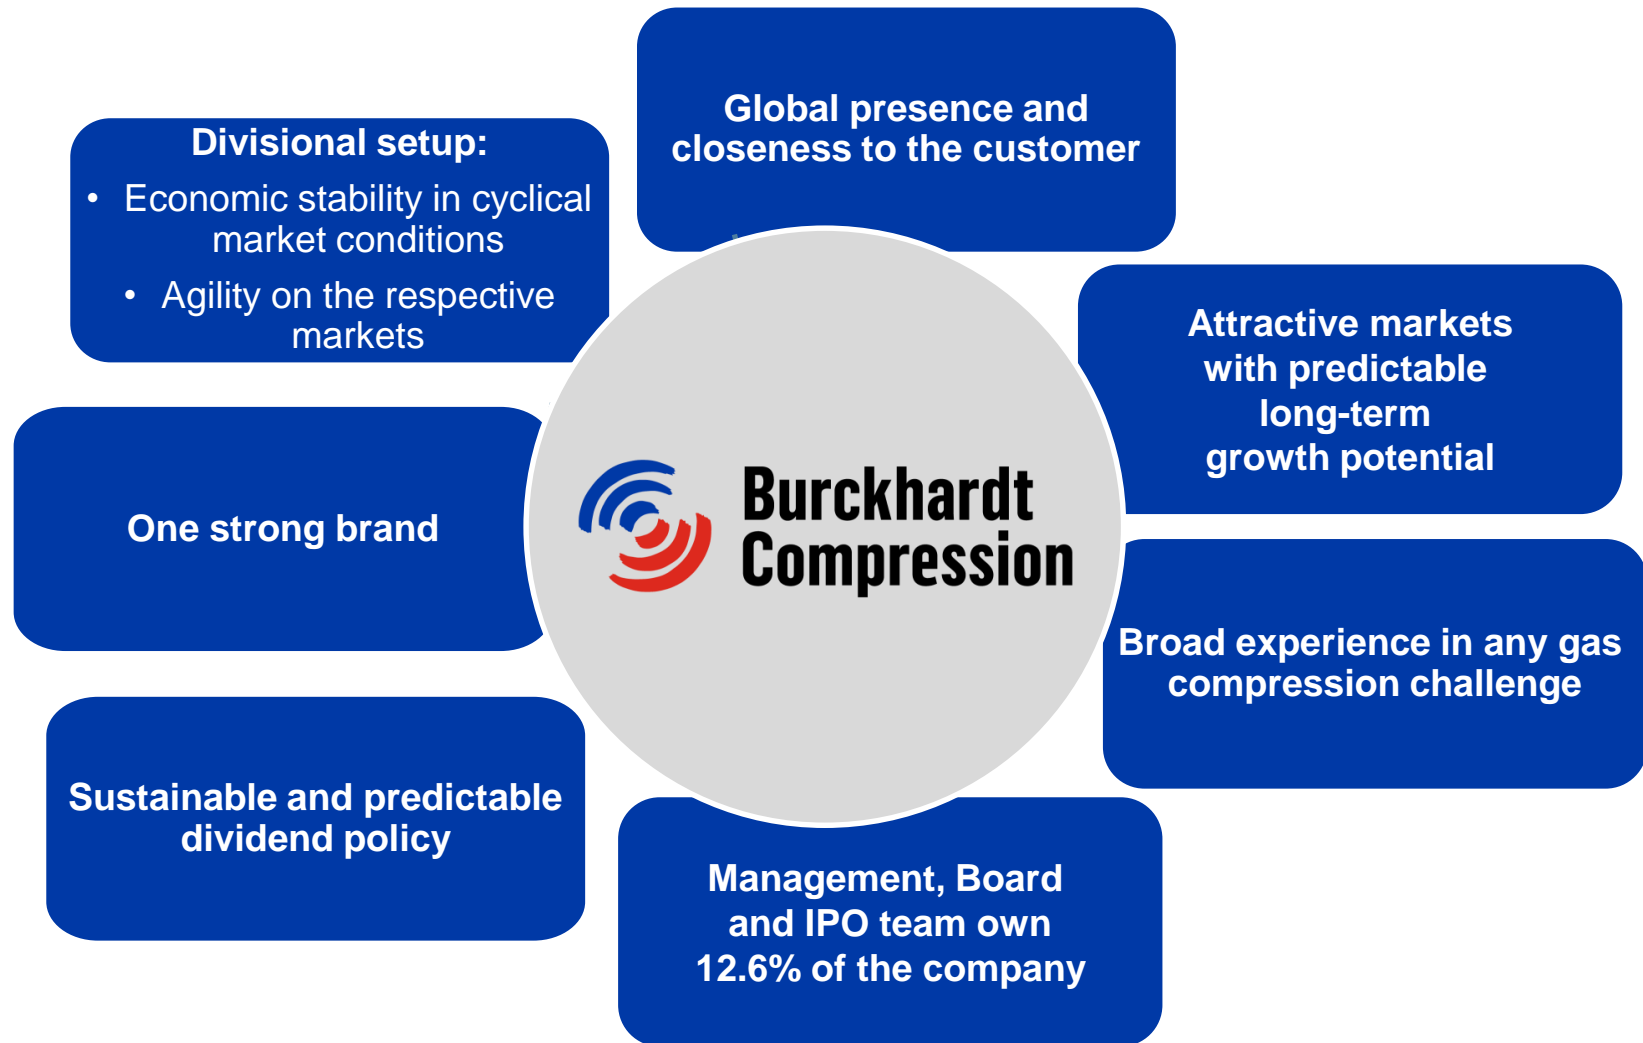 Global presence and
closeness to the customer
Divisional setup:
• Economic stability in cyclical
market conditions
• Agility on the respective
markets
Attractive markets
with predictable
long-term
growth potential
One strong brand
Burckhardt
Compression
Broad experience in any gas
compression challenge
Sustainable and predictable
dividend policy
Management, Board
and IPO team own
12.6% of the company